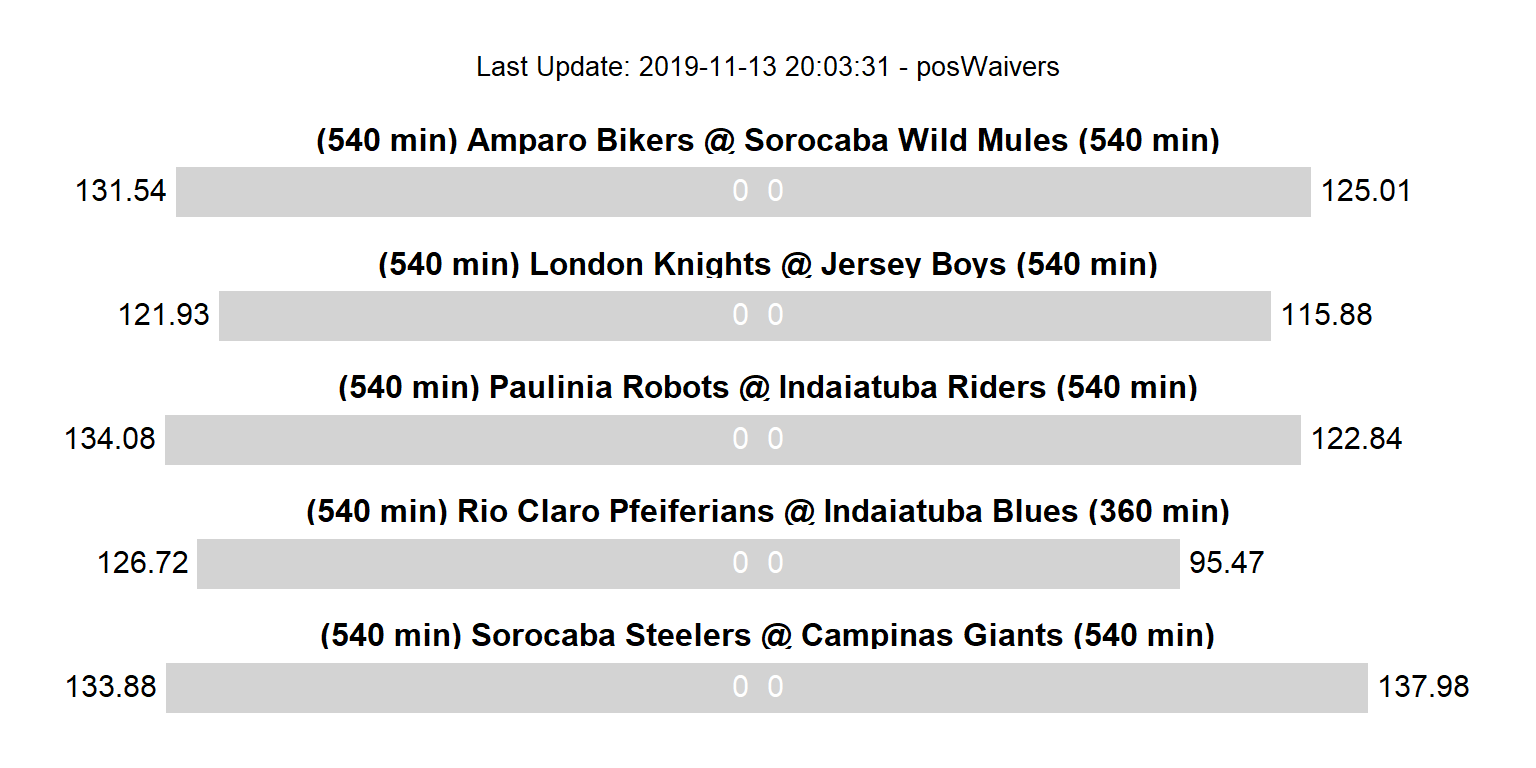 Last Update: 2019-11-13 20:03:31 - posWaivers
(540 min) Amparo Bikers @ Sorocaba Wild Mules (540 min)
131.54 0 0 125.01
(540 min) London Knights @ Jersey Boys (540 min)
121.93 0 0 115.88
(540 min) Paulinia Robots @ Indaiatuba Riders (540 min)
134.08 0 0 122.84
(540 min) Rio Claro Pfeiferians @ Indaiatuba Blues (360 min)
126.72 0 0 95.47
(540 min) Sorocaba Steelers @ Campinas Giants (540 min)
133.88 0 0 137.98